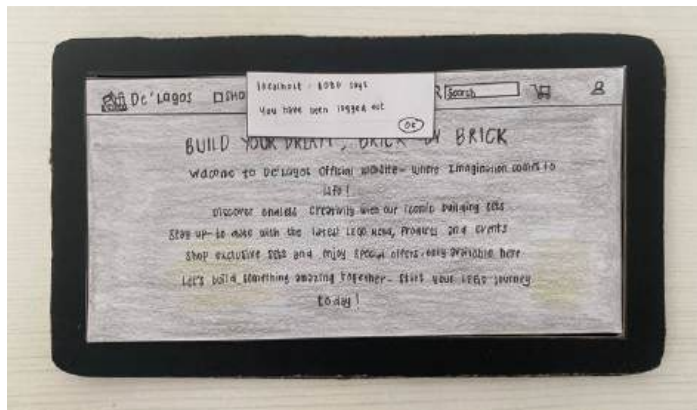 localhost : 8080 says
You have been logged out
OK
De'Lagos
SHO
Search
BUILD YOUR DREAM, BRICK BY BRICK
Welcome to De'Lagos Official Website- Where Imagination comes to
life!
Discover endless creativity with our iconic building sets
Stay up-to date with the latest LEGO News, Products and events
Shop exclusive sets and enjoy special offers only available here
Let's build something amazing together- Start your LEGO journey
today!